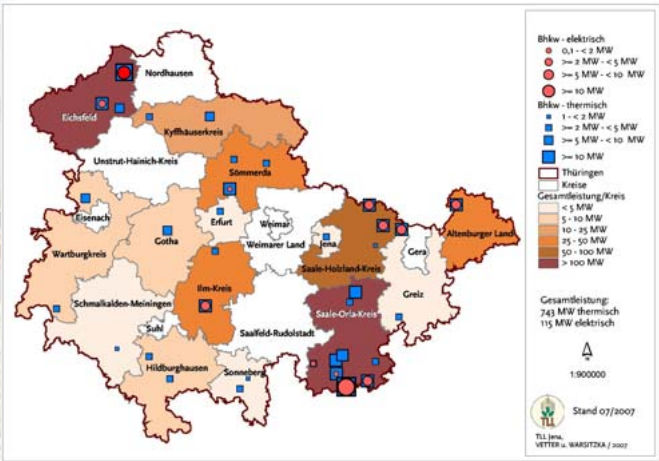 Nordhausen
Eichsfeld
Kyffhäuserkreis
Unstrut-Hainich-Kreis
Sömmerda
Eisenach
Erfurt
Weimar
Gotha
Weimarer Land
Jena
Gera
Altenburger Land
Wartburgkreis
Saale-Holzland-Kreis
Ilm-Kreis
Greiz
Schmalkalden-Meiningen
Saale-Orla-Kreis
Suhl
Saalfeld-Rudolstadt
Hildburghausen
Sonneberg
Bhkw - elektrisch
0,1 - < 2 MW
>= 2 MW - < 5 MW
>= 5 MW - < 10 MW
>= 10 MW
Bhkw - thermisch
1 - < 2 MW
>= 2 MW - < 5 MW
>= 5 MW - < 10 MW
>= 10 MW
Thüringen
Kreise
Gesamtleistung/Kreis
< 5 MW
5 - 10 MW
10 - 25 MW
25 - 50 MW
50 - 100 MW
> 100 MW
Gesamtleistung:
743 MW thermisch
115 MW elektrisch
N
1:900000
TLL
Stand 07/2007
TLL Jena,
VETTER u. WARSITZKA / 2007